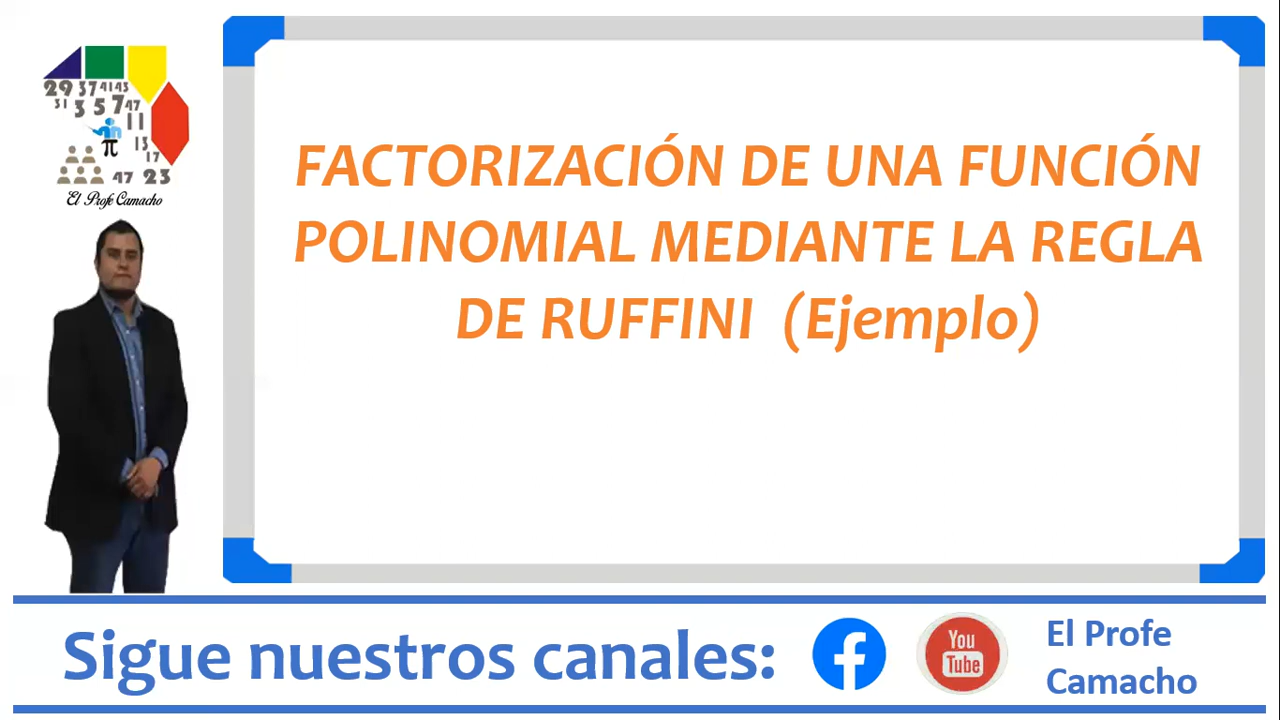 29 37 41 43
31 3 5 7 47
11
13
17
π
47 23
El Profe Camacho
FACTORIZACIÓN DE UNA FUNCIÓN
POLINOMIAL MEDIANTE LA REGLA
DE RUFFINI (Ejemplo)
Sigue nuestros canales:
f
You
Tube
El Profe
Camacho